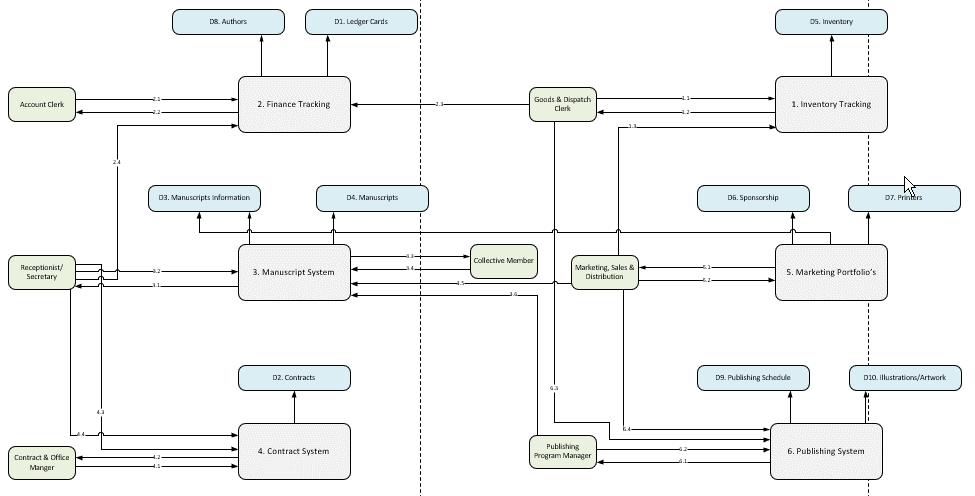 D8. Authors
D1. Ledger Cards
D5. Inventory
Account Clerk
2.1
2.2
2. Finance Tracking
2.3
Goods & Dispatch
Clerk
1.1
1.2
1. Inventory Tracking
1.3
2.4
D3. Manuscripts Information
D4. Manuscripts
D6. Sponsorship
D7. Printers
Receptionist/
Secretary
3.2
3.1
3. Manuscript System
3.3
3.4
Collective Member
3.5
3.6
Marketing, Sales &
Distribution
5.1
5.2
5. Marketing Portfolio's
D2. Contracts
D9. Publishing Schedule
D10. Illustrations/Artwork
6.3
4.3
4.4
6.4
Contract & Office
Manger
4.2
4.1
4. Contract System
Publishing
Program Manager
6.2
6.1
6. Publishing System